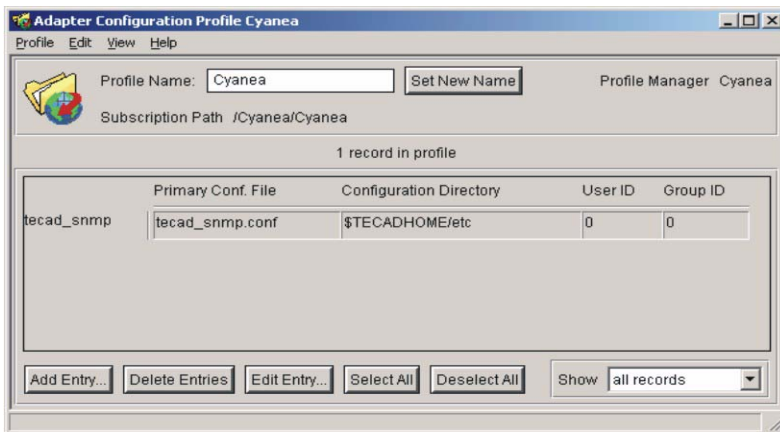 Adapter Configuration Profile Cyanea
Profile Edit View Help
Profile Name: Cyanea Set New Name Profile Manager Cyanea
Subscription Path /Cyanea/Cyanea
1 record in profile
Primary Conf. File Configuration Directory User ID Group ID
tecad_snmp tecad_snmp.conf $TECADHOME/etc 0 0
Add Entry... Delete Entries Edit Entry... Select All Deselect All Show all records